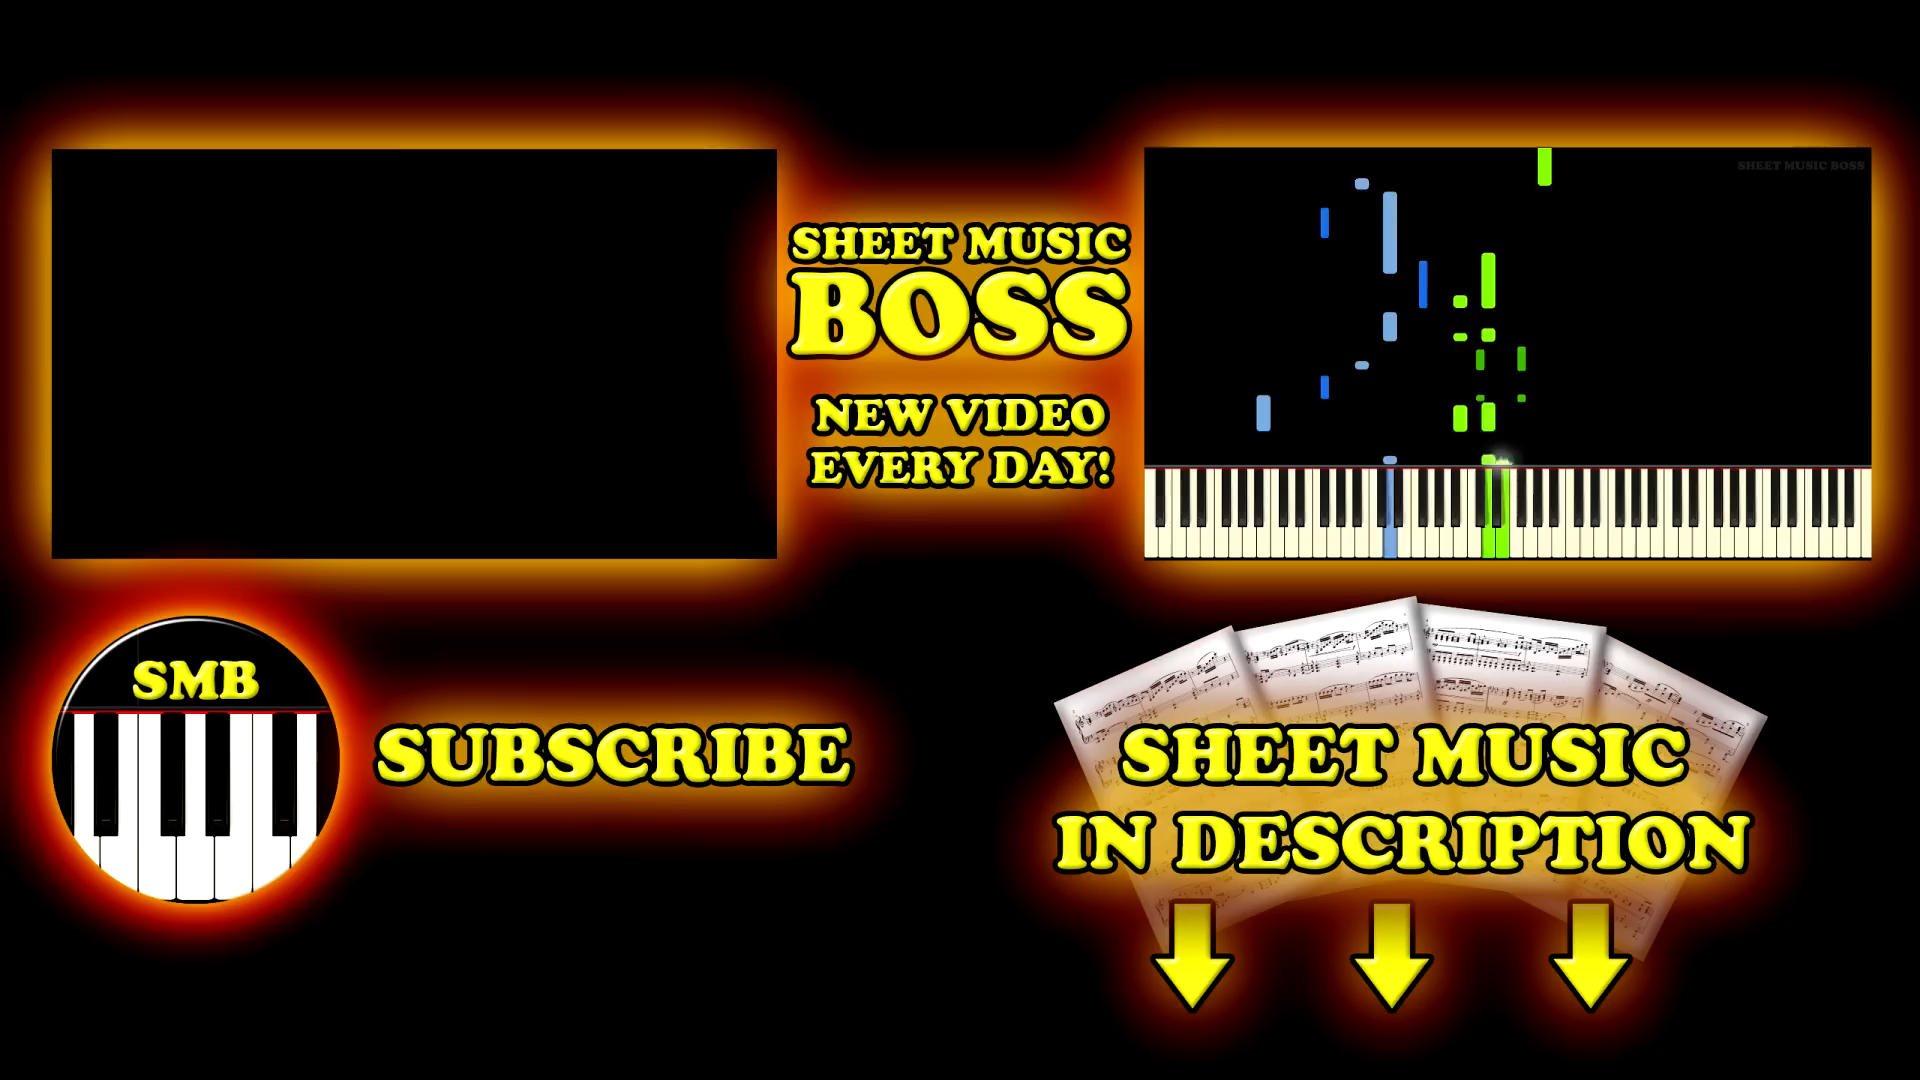 SHEET MUSIC
BOSS
NEW VIDEO
EVERY DAY!
SHEET MUSIC BOSS
SMB
SUBSCRIBE
SHEET MUSIC
IN DESCRIPTION